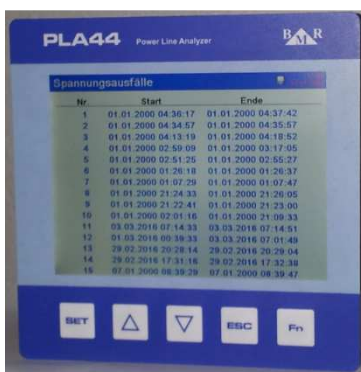 PLA44 Power Line Analyzer BMR
Spannungsausfälle
Nr. Start Ende
1 01.01.2000 04:36:17 01.01.2000 04:37:42
2 01.01.2000 04:34:57 01.01.2000 04:35:57
3 01.01.2000 04:13:19 01.01.2000 04:18:52
4 01.01.2000 02:59:09 01.01.2000 03:17:05
5 01.01.2000 02:51:25 01.01.2000 02:55:27
6 01.01.2000 01:26:18 01.01.2000 01:26:37
7 01.01.2000 01:07:29 01.01.2000 01:07:47
8 01.01.2000 21:24:33 01.01.2000 21:26:05
9 01.01.2000 22:22:41 01.01.2000 21:23:00
10 01.01.2000 02:01:16 01.01.2000 21:09:33
11 03.03.2016 07:14:33 03.03.2016 07:14:51
12 01.03.2016 00:39:33 03.03.2016 07:01:49
13 29.02.2016 20:28:14 29.02.2016 20:29:04
14 29.02.2016 17:31:16 29.02.2016 17:32:38
15 07.01.2000 08:39:29 07.01.2000 08:39:47
SET ESC Fn